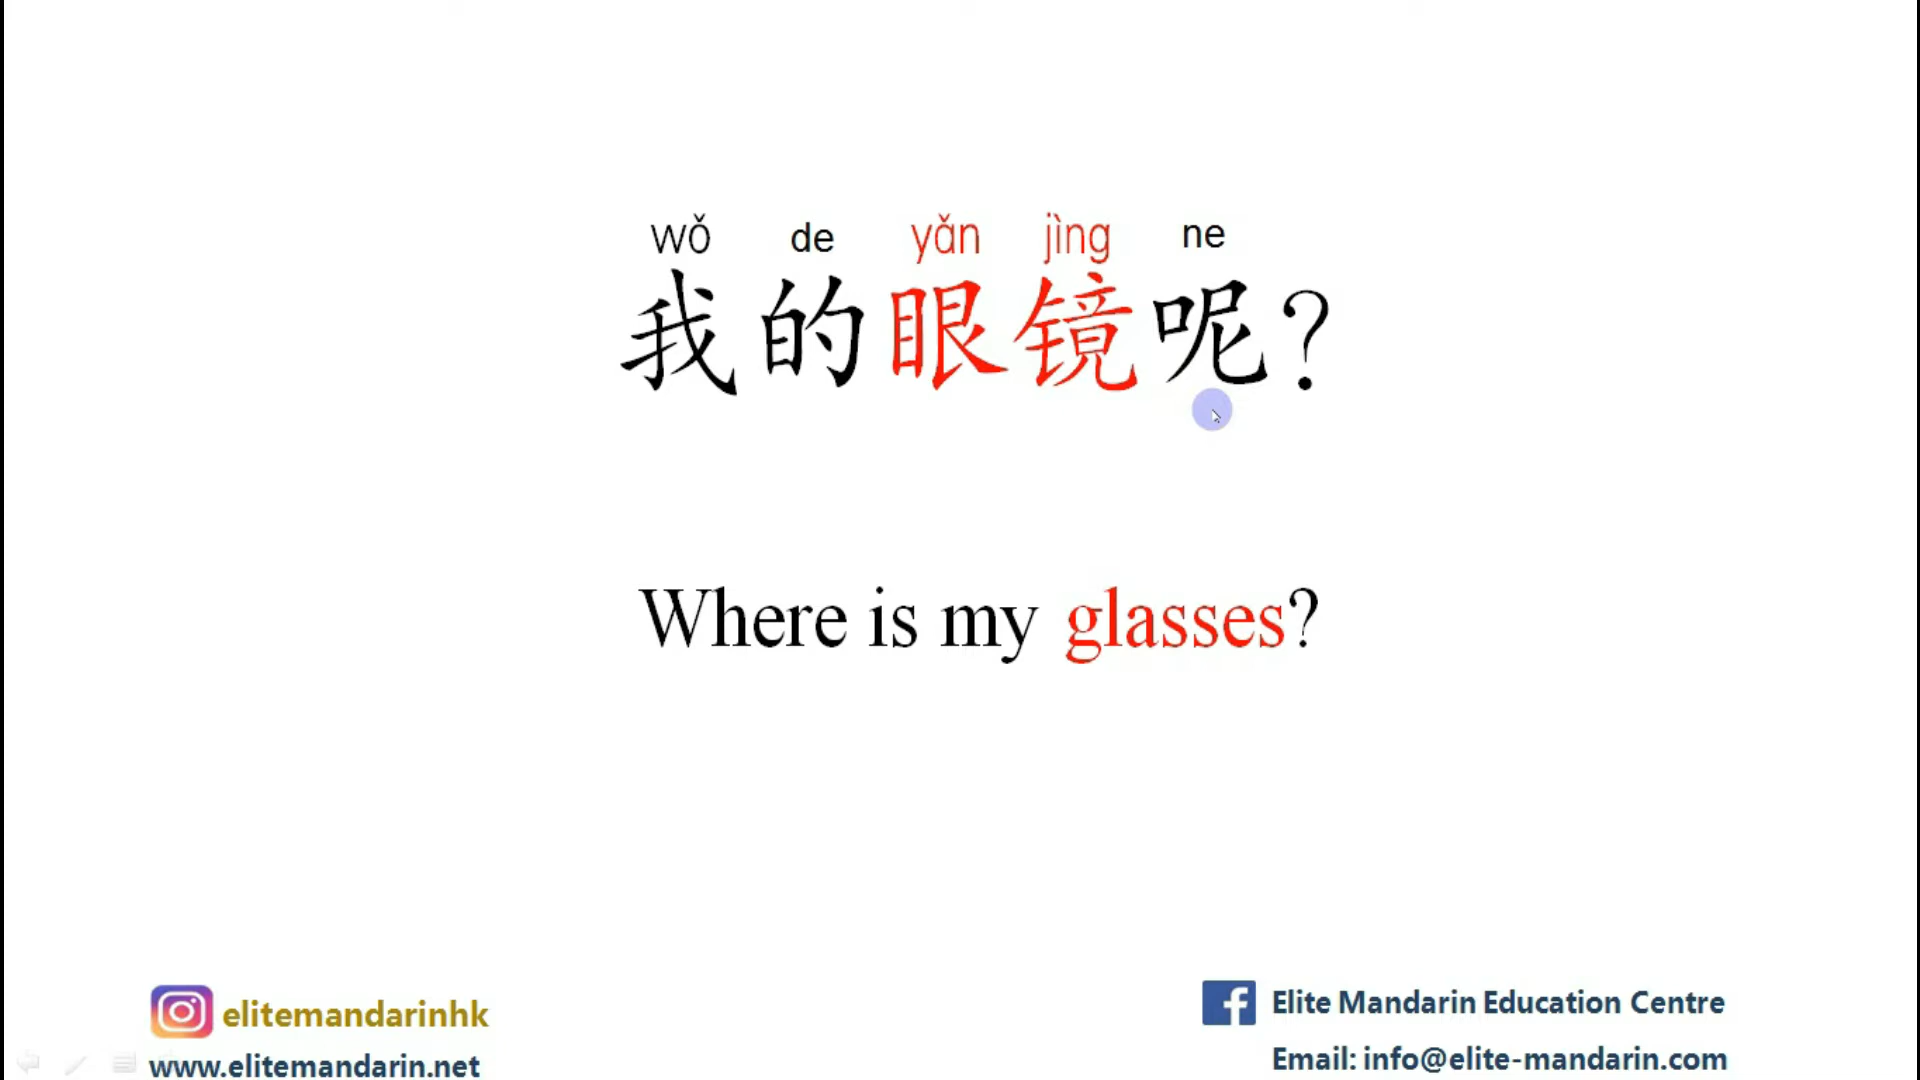 wǒ de yǎn jìng ne
我的眼镜呢?
Where is my glasses?
elitemandarinhk
www.elitemandarin.net
Elite Mandarin Education Centre
Email: info@elite-mandarin.com